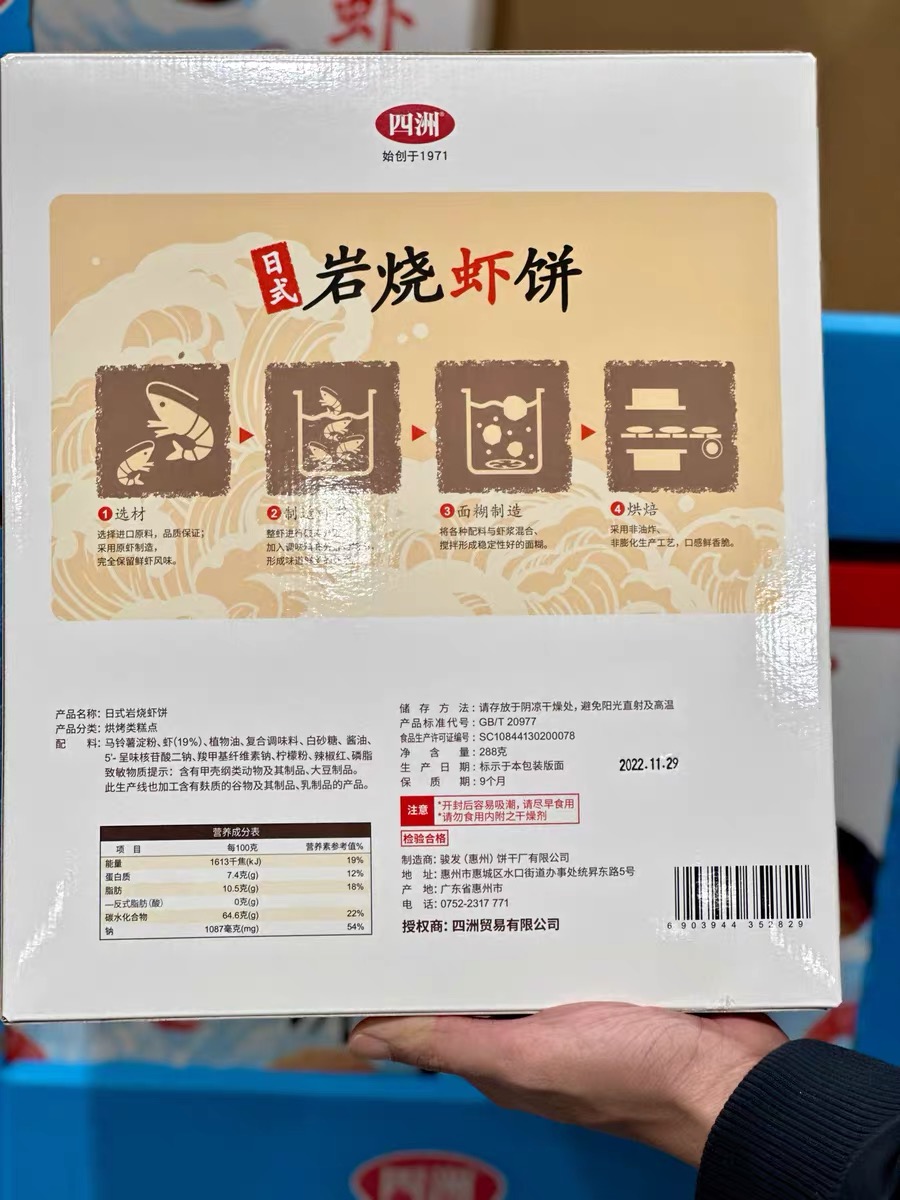 虾
四洲
始创于1971
日式
岩烧虾饼
1 选材
选择进口原料，品质保证；
采用原虾制造，
完全保留鲜虾风味。
2 制造
整虾进
加入调味
形成味道
3 面糊制造
将各种配料与虾浆混合、
搅拌形成稳定性好的面糊。
4 烘焙
采用非油炸、
非膨化生产工艺，口感鲜香脆。
产品名称：日式岩烧虾饼
产品分类：烘烤类糕点
配 料：马铃薯淀粉、虾(19%)、植物油、复合调味料、白砂糖、酱油、
5'-呈味核苷酸二钠、羧甲基纤维素钠、柠檬粉、辣椒红、磷脂
致敏物质提示：含有甲壳纲类动物及其制品、大豆制品。
此生产线也加工含有麸质的谷物及其制品、乳制品的产品。
营养成分表
项 目 每100克 营养素参考值%
能量 1613千焦(kJ) 19%
蛋白质 7.4克(g) 12%
脂肪 10.5克(g) 18%
—反式脂肪(酸) 0克(g)
碳水化合物 64.6克(g) 22%
钠 1087毫克(mg) 54%
储存方法：请存放于阴凉干燥处，避免阳光直射及高温
产品标准代号：GB/T 20977
食品生产许可证编号：SC10844130200078
净含量：288克
生产日期：标示于本包装版面
2022.11.29
保质期：9个月
注意
*开封后容易吸潮，请尽早食用
*请勿食用内附之干燥剂
检验合格
制造商：骏发(惠州)饼干厂有限公司
地 址：惠州市惠城区水口街道办事处统昇东路5号
产 地：广东省惠州市
电 话：0752-2317 771
授权商：四洲贸易有限公司
6 903944 352829
四洲